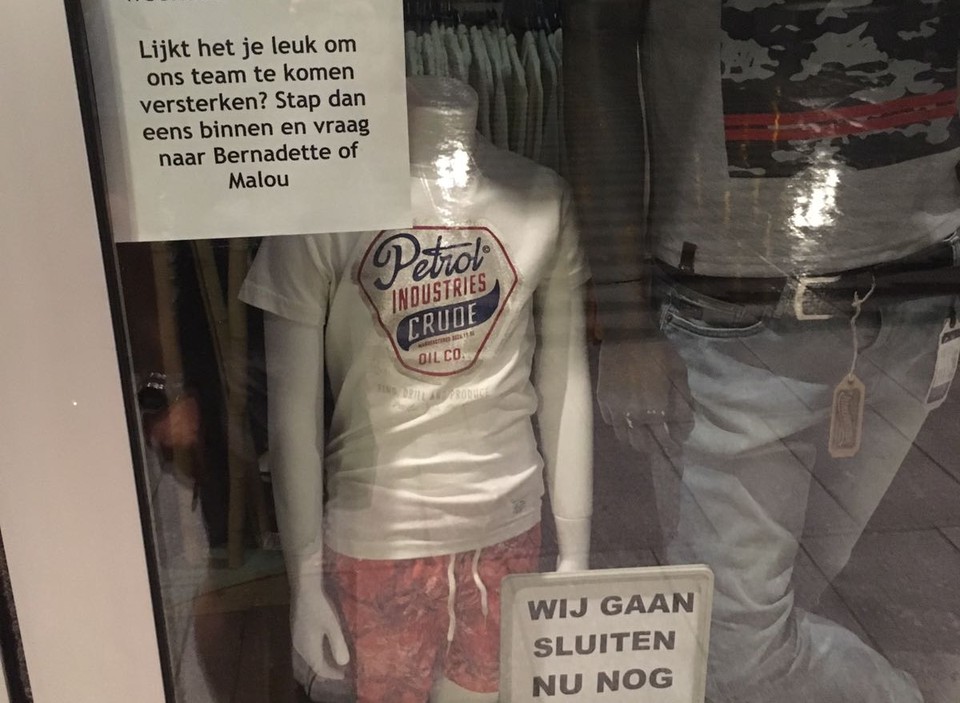 Lijkt het je leuk om
ons team te komen
versterken? Stap dan
eens binnen en vraag
naar Bernadette of
Malou
Petrol
INDUSTRIES
CRUDE
OIL CO.
WIJ GAAN
SLUITEN
NU NOG